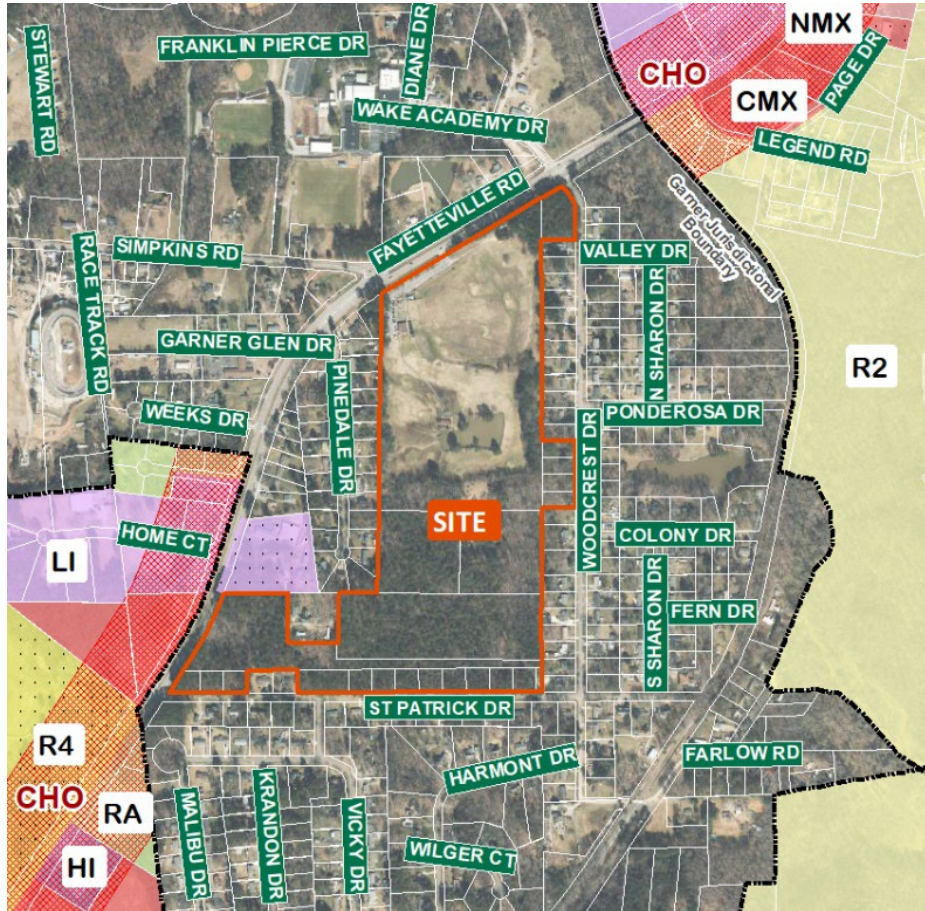 STEWART RD
FRANKLIN PIERCE DR
DIANE DR
NMX
CHO
PAGE DR
CMX
WAKE ACADEMY DR
LEGEND RD
FAYETTEVILLE RD
Garner Jurisdictional
Boundary
SIMPKINS RD
VALLEY DR
RACE TRACK RD
N SHARON DR
GARNER GLEN DR
PINEDALE DR
R2
WEEKS DR
PONDEROSA DR
WOODCREST DR
SITE
HOME CT
COLONY DR
LI
S SHARON DR
FERN DR
ST PATRICK DR
R4
HARMONT DR
FARLOW RD
CHO
RA
MALIBU DR
KRANDON DR
VICKY DR
WILGER CT
HI